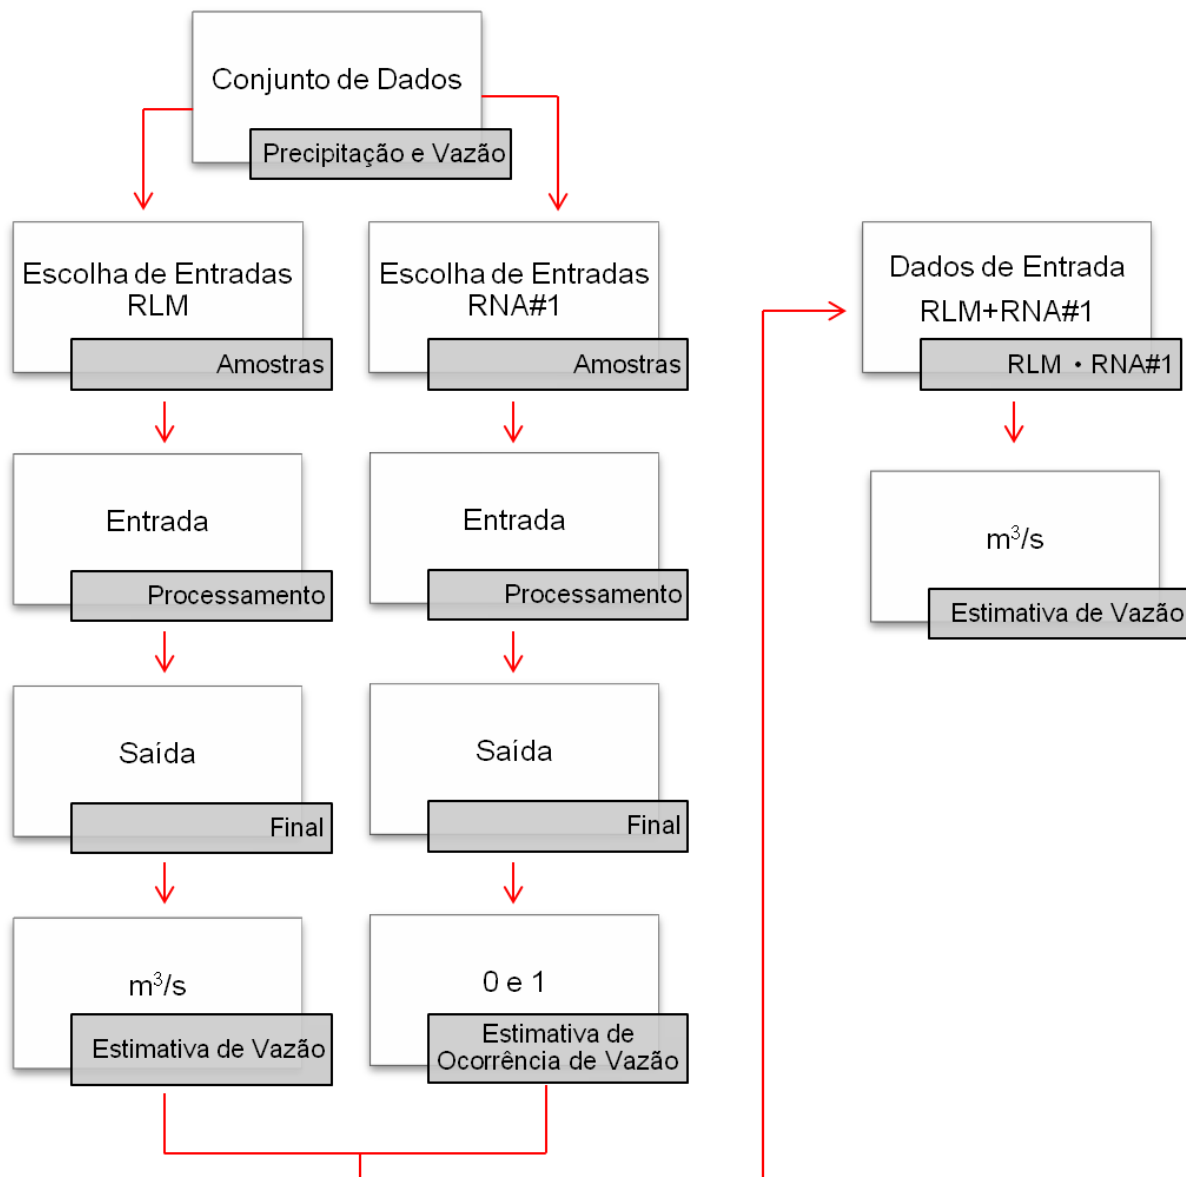 Conjunto de Dados
Precipitação e Vazão
Escolha de Entradas
RLM
Amostras
Entrada
Processamento
Saída
Final
m³/s
Estimativa de Vazão
Escolha de Entradas
RNA#1
Amostras
Entrada
Processamento
Saída
Final
0 e 1
Estimativa de
Ocorrência de Vazão
Dados de Entrada
RLM+RNA#1
RLM • RNA#1
m³/s
Estimativa de Vazão